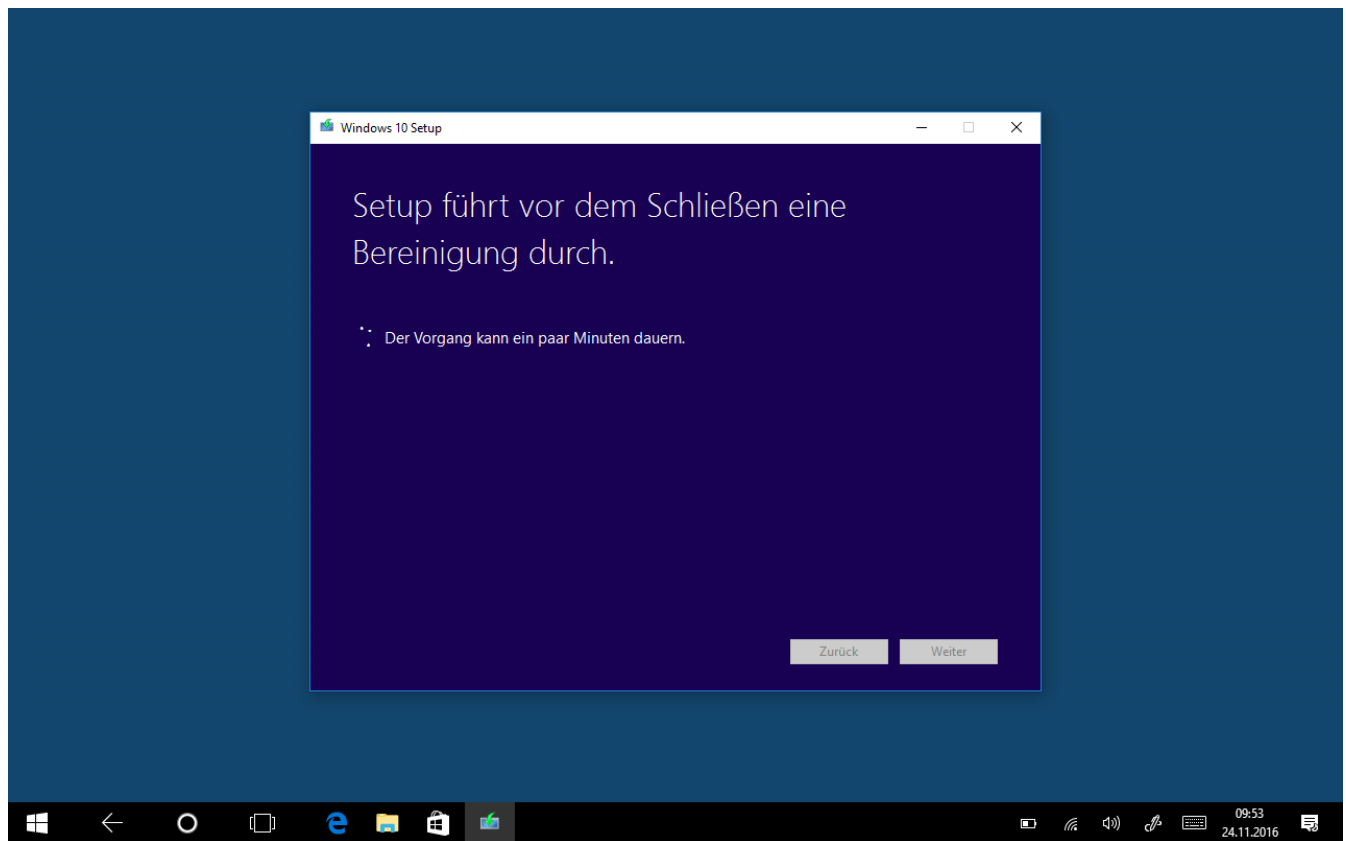 Windows 10 Setup
Setup führt vor dem Schließen eine
Bereinigung durch.
Der Vorgang kann ein paar Minuten dauern.
Zurück
Weiter
09:53
24.11.2016